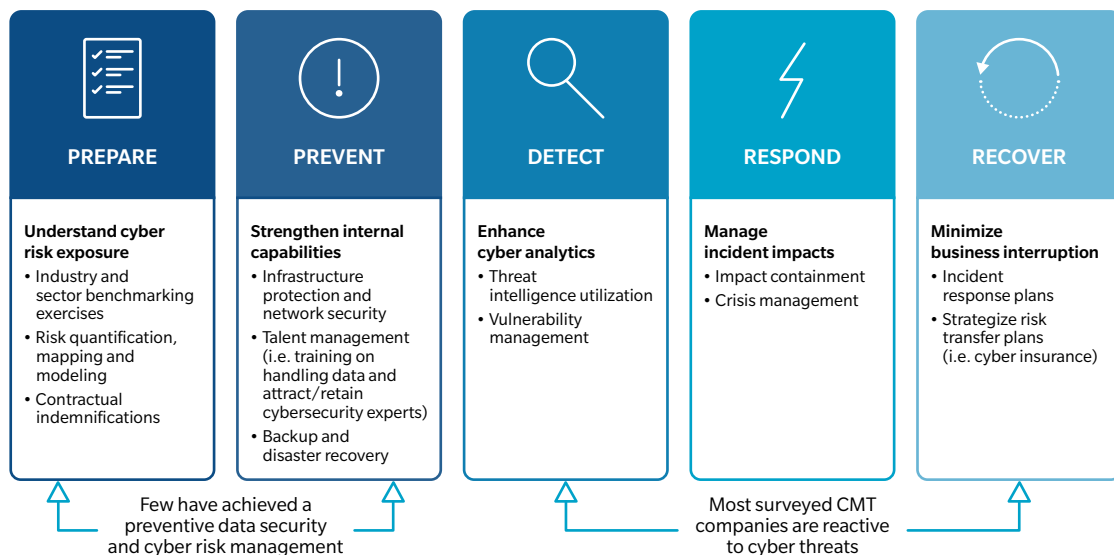 PREPARE
Understand cyber
risk exposure
• Industry and
sector benchmarking
exercises
• Risk quantification,
mapping and
modeling
• Contractual
indemnifications
PREVENT
Strengthen internal
capabilities
• Infrastructure
protection and
network security
• Talent management
(i.e. training on
handling data and
attract/retain
cybersecurity experts)
• Backup and
disaster recovery
DETECT
Enhance
cyber analytics
• Threat
intelligence utilization
• Vulnerability
management
RESPOND
Manage
incident impacts
• Impact containment
• Crisis management
RECOVER
Minimize
business interruption
• Incident
response plans
• Strategize risk
transfer plans
(i.e. cyber insurance)
Few have achieved a
preventive data security
and cyber risk management
Most surveyed CMT
companies are reactive
to cyber threats